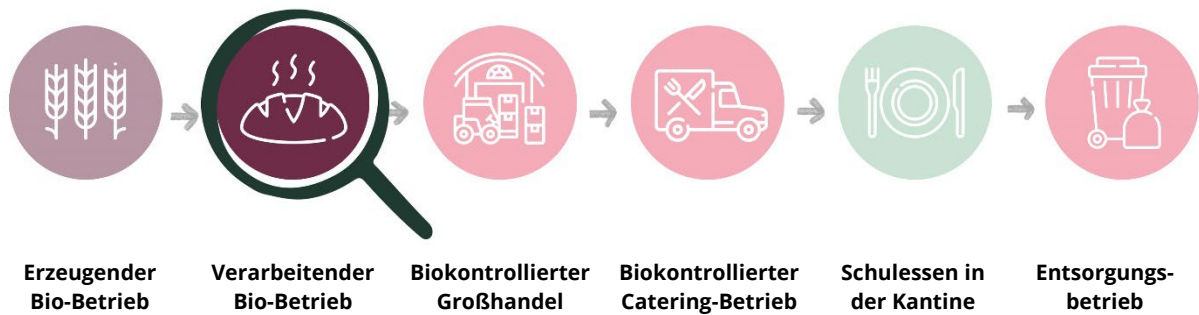 Erzeugender
Bio-Betrieb
Verarbeitender
Bio-Betrieb
Biokontrollierter
Großhandel
Biokontrollierter
Catering-Betrieb
Schulessen in
der Kantine
Entsorgungs-
betrieb